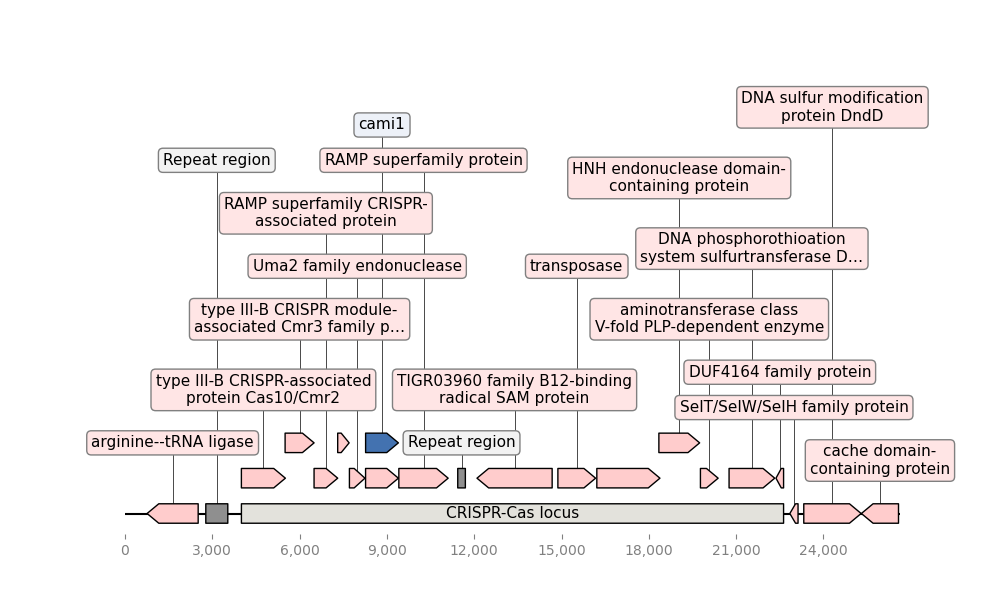 DNA sulfur modification
protein DndD
cami1
Repeat region
RAMP superfamily protein
HNH endonuclease domain-
containing protein
RAMP superfamily CRISPR-
associated protein
DNA phosphorothioation
system sulfurtransferase D...
Uma2 family endonuclease
transposase
type III-B CRISPR module-
associated Cmr3 family p...
aminotransferase class
V-fold PLP-dependent enzyme
DUF4164 family protein
type III-B CRISPR-associated
protein Cas10/Cmr2
TIGR03960 family B12-binding
radical SAM protein
SelT/SelW/SelH family protein
arginine--tRNA ligase
Repeat region
cache domain-
containing protein
CRISPR-Cas locus
0
3,000
6,000
9,000
12,000
15,000
18,000
21,000
24,000